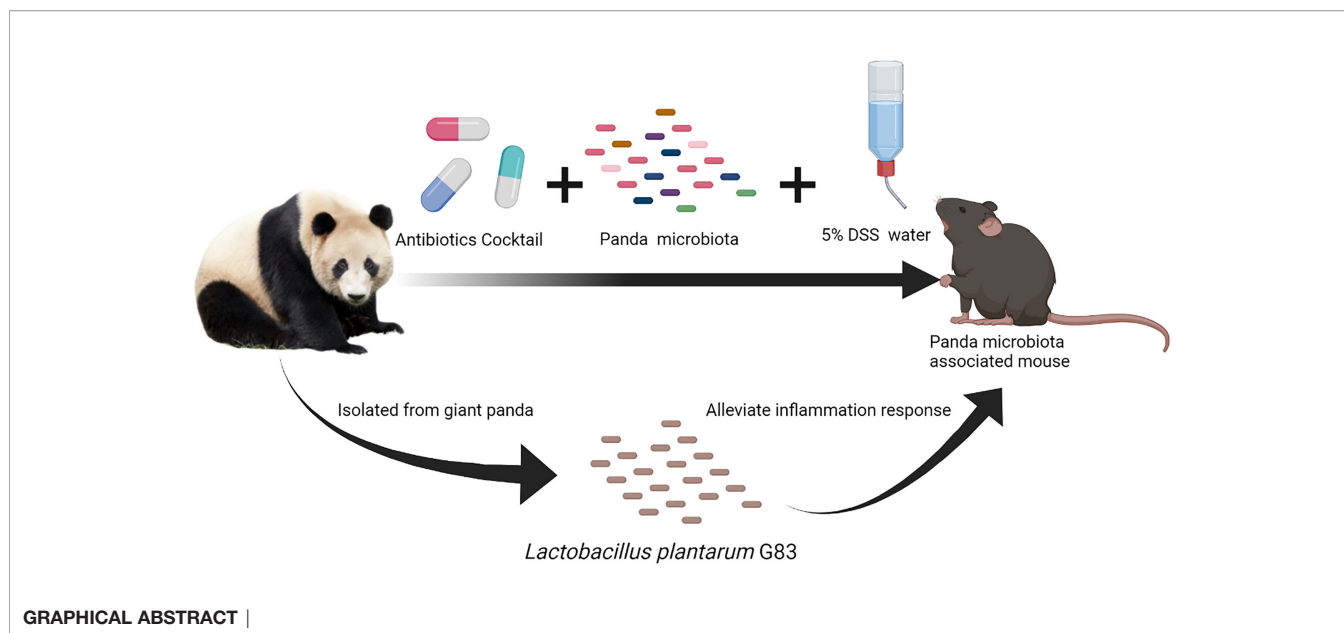 Antibiotics Cocktail
+
Panda microbiota
+
5% DSS water
Panda microbiota
associated mouse
Isolated from giant panda
Alleviate inflammation response
Lactobacillus plantarum G83
GRAPHICAL ABSTRACT |